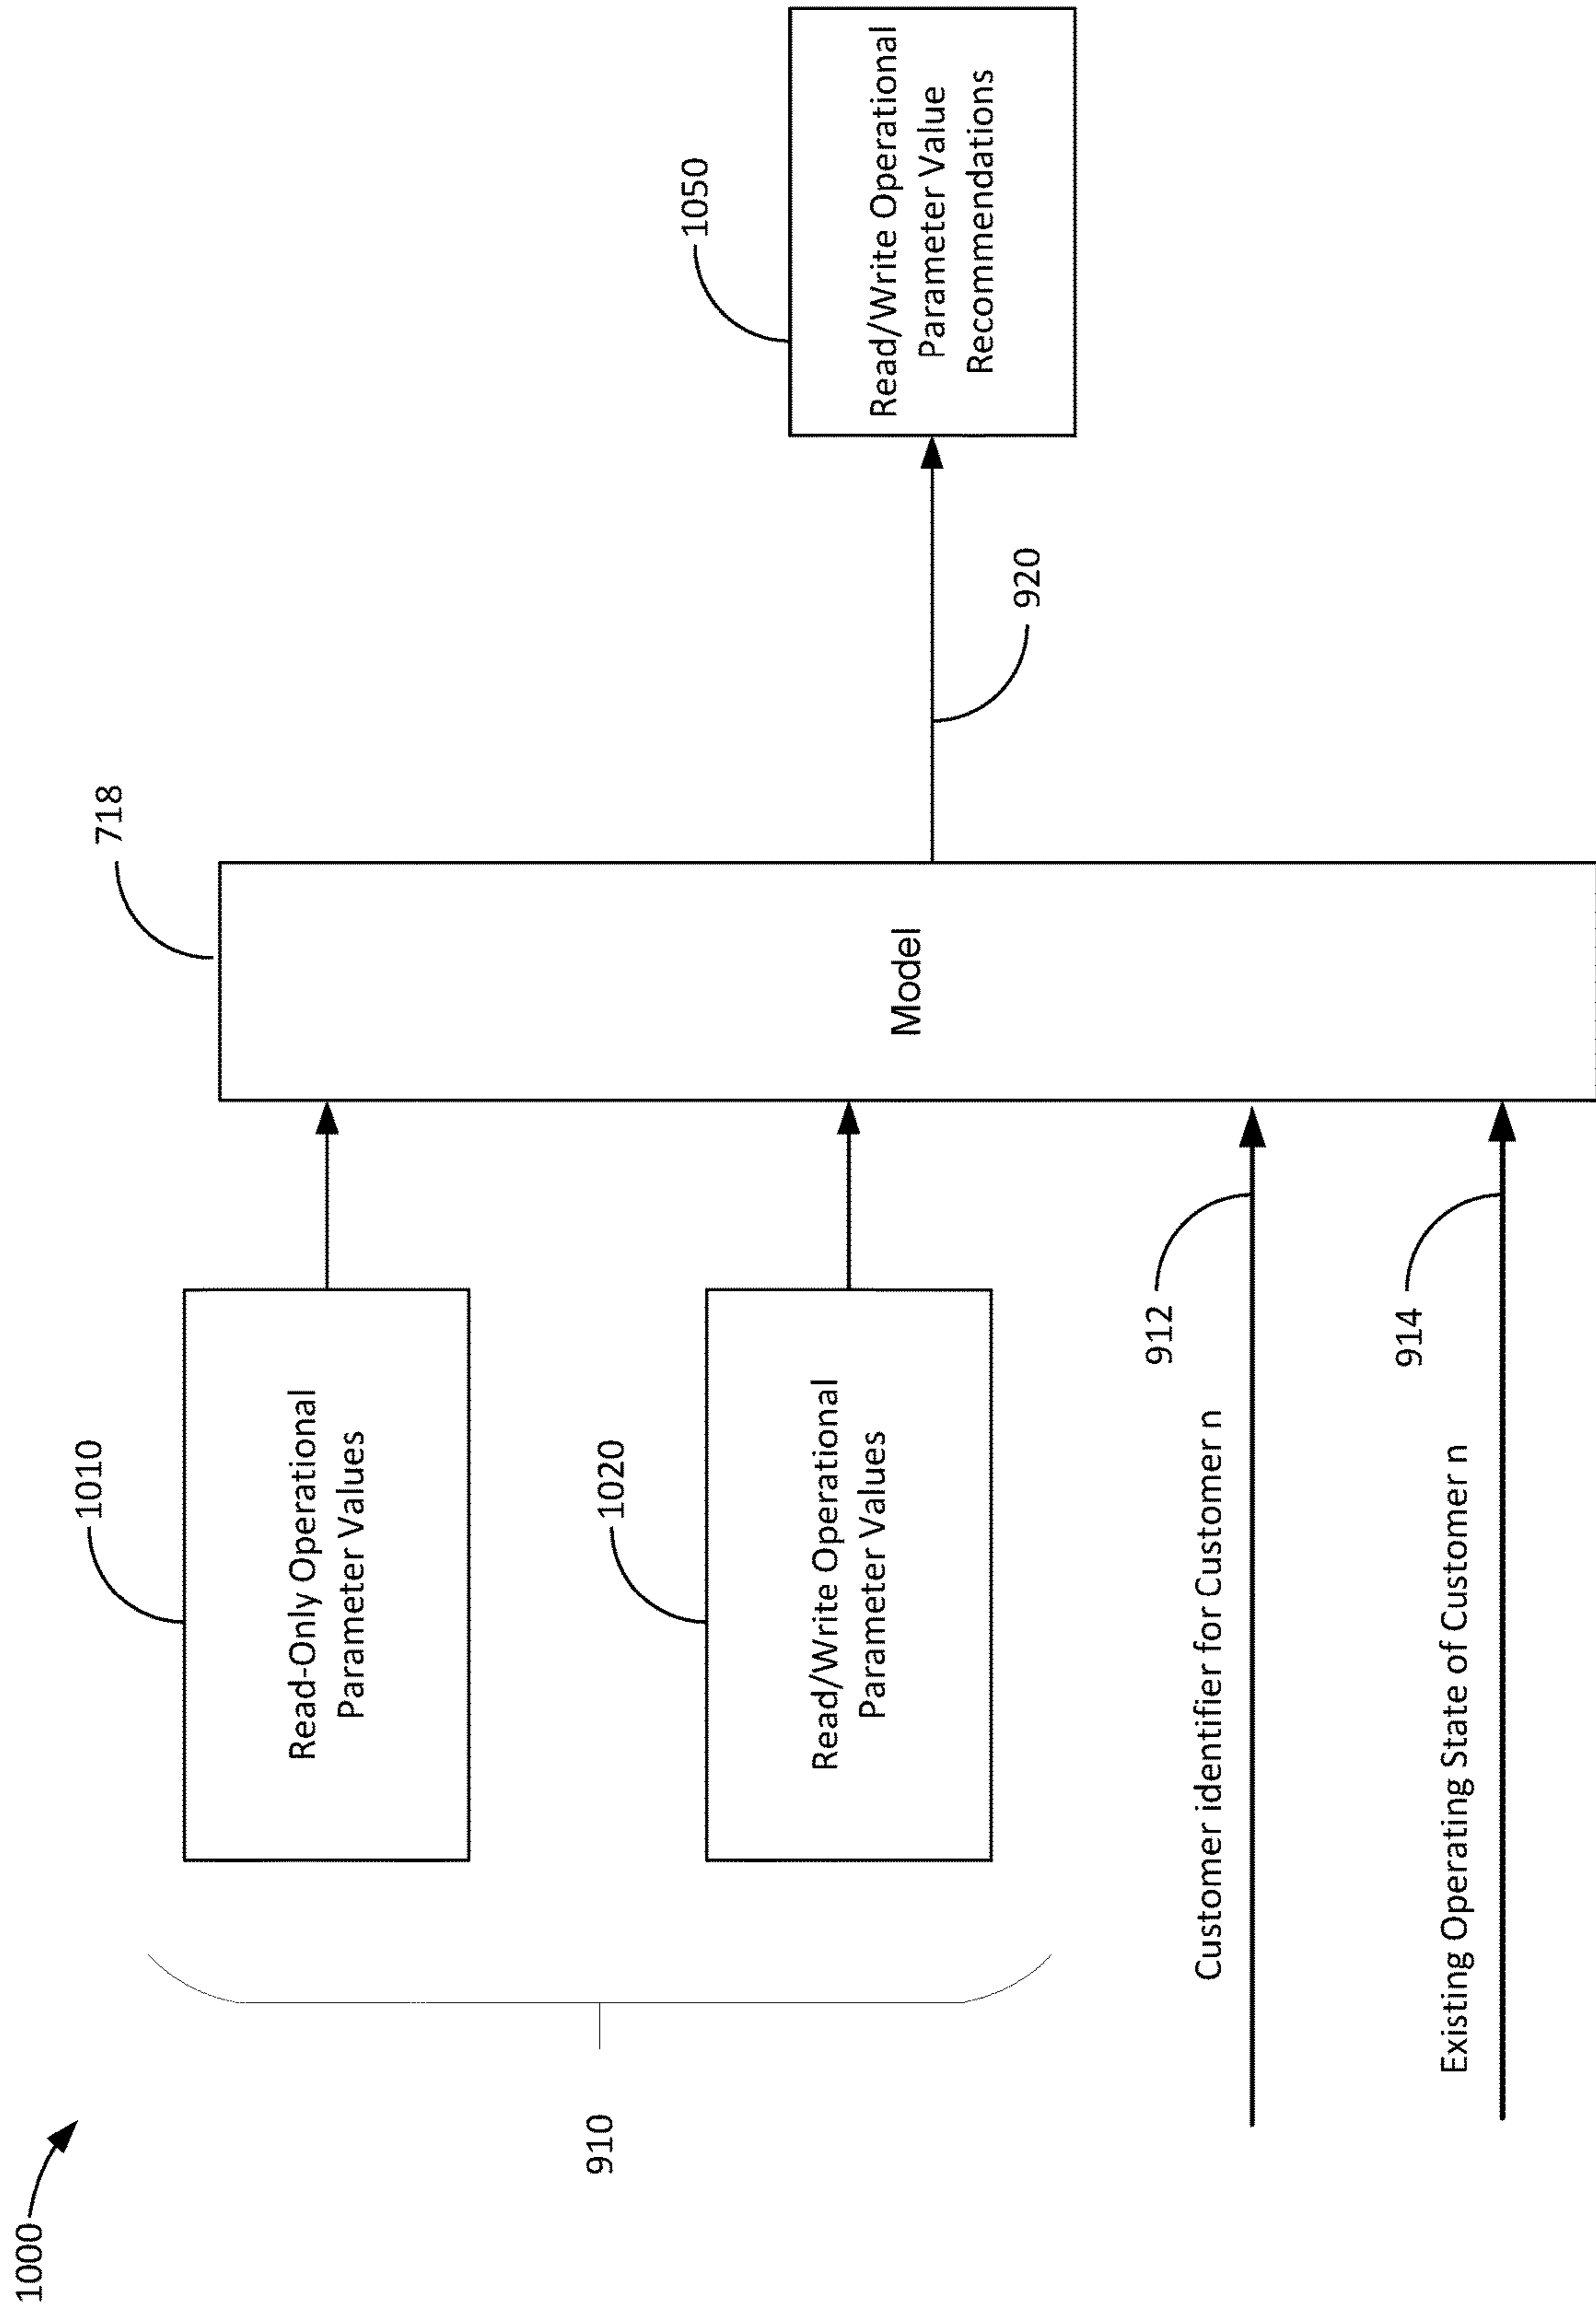 1000
910
1010
Read-Only Operational
Parameter Values
1020
Read/Write Operational
Parameter Values
Customer identifier for Customer n
912
Existing Operating State of Customer n
914
718
Model
920
1050
Read/Write Operational
Parameter Value
Recommendations